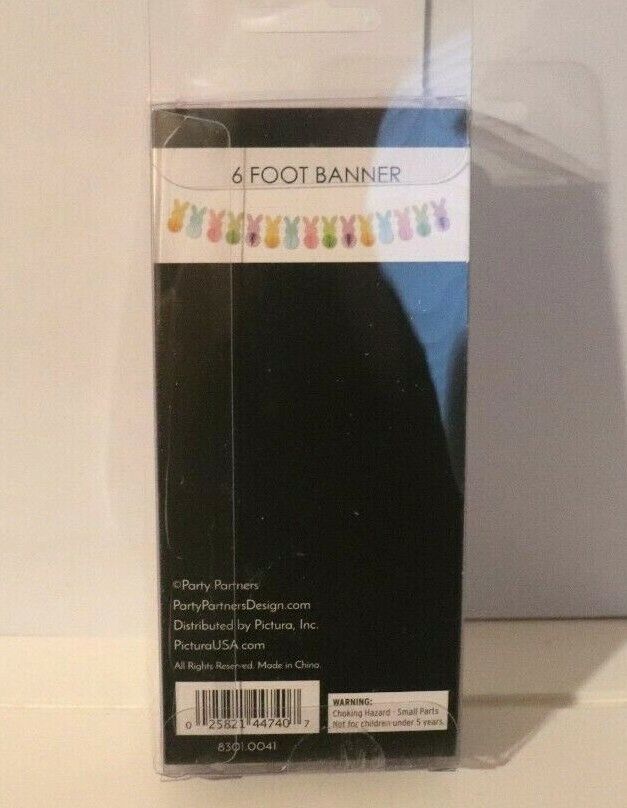 6 FOOT BANNER
©Party Partners
PartyPartnersDesign.com
Distributed by Pictura, Inc.
PicturaUSA.com
All Rights Reserved. Made in China.
0 25821 44740 7
WARNING:
Choking Hazard - Small Parts
Not for children under 5 years.
8301.0041